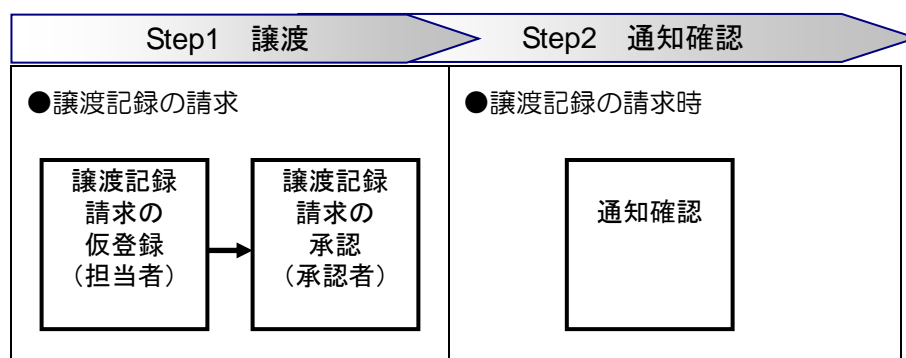 Step1 譲渡
Step2 通知確認
●譲渡記録の請求
譲渡記録
請求の
仮登録
（担当者）
譲渡記録
請求の
承認
（承認者）
●譲渡記録の請求時
通知確認